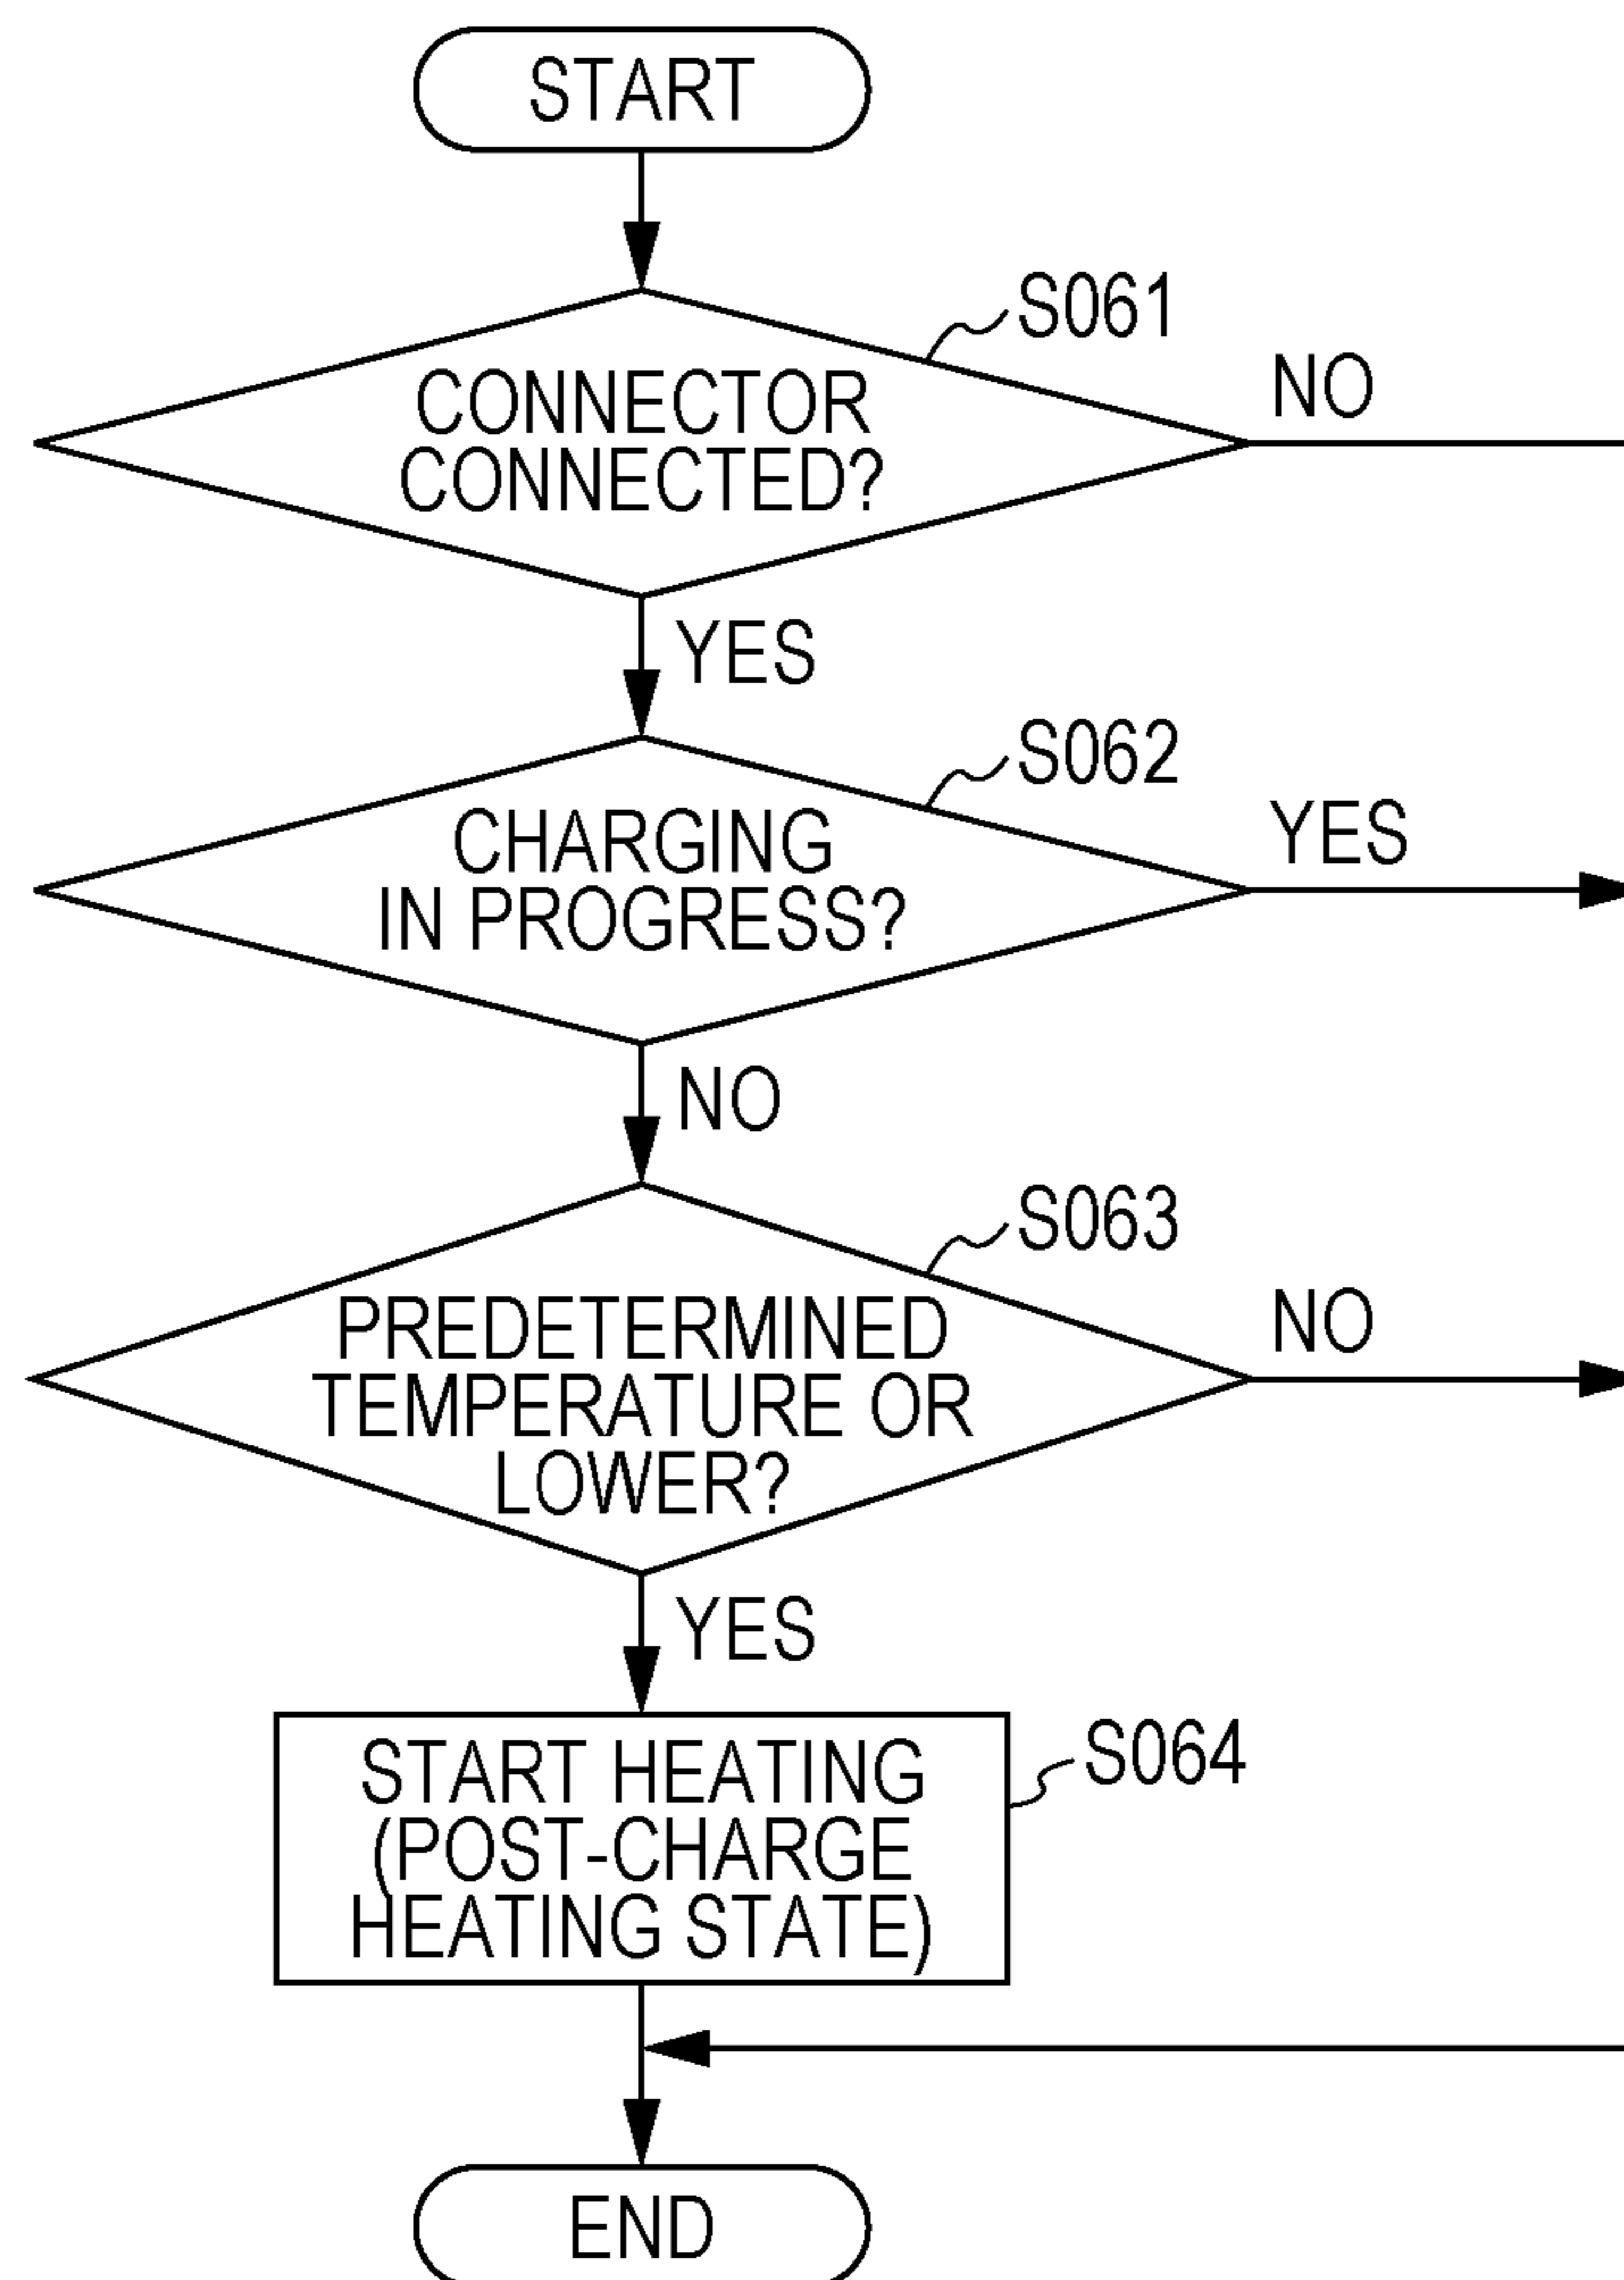 START
S061
CONNECTOR
CONNECTED?
NO
YES
S062
CHARGING
IN PROGRESS?
YES
NO
S063
PREDETERMINED
TEMPERATURE OR
LOWER?
NO
YES
START HEATING
(POST-CHARGE
HEATING STATE)
S064
END